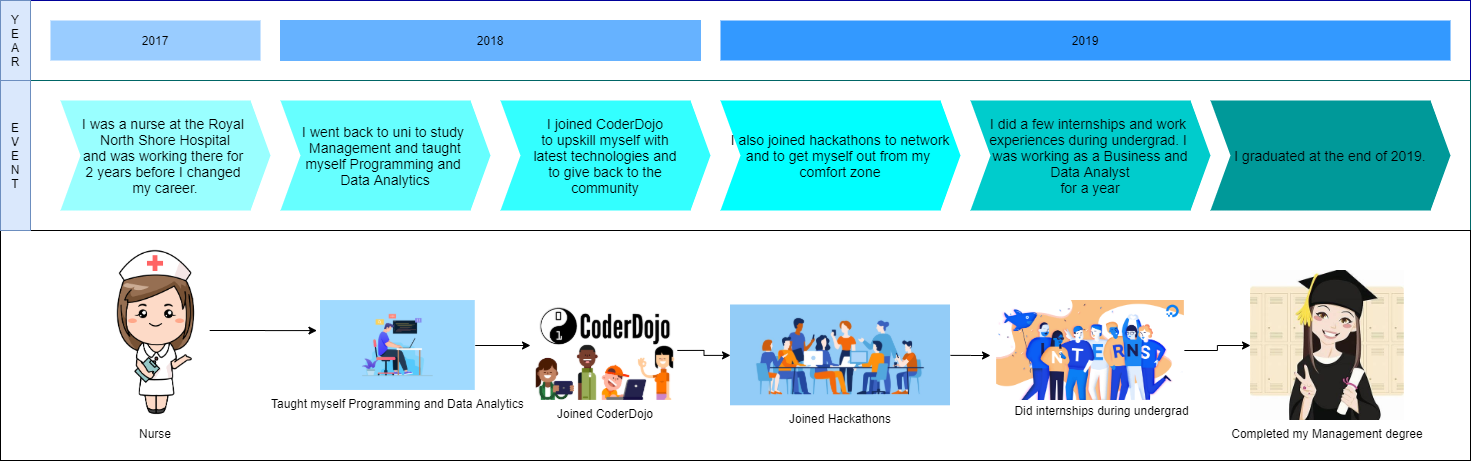 YEAR
2017
2018
2019
EVENT
I was a nurse at the Royal
North Shore Hospital
and was working there for
2 years before I changed
my career.
I went back to uni to study
Management and taught
myself Programming and
Data Analytics
I joined CoderDojo
to upskill myself with
latest technologies and
to give back to the
community
I also joined hackathons to network
and to get myself out from my
comfort zone
I did a few internships and work
experiences during undergrad. I
was working as a Business and
Data Analyst
for a year
I graduated at the end of 2019.
Nurse
Taught myself Programming and Data Analytics
0
1
CoderDojo
Joined CoderDojo
Joined Hackathons
INTERNS
Did internships during undergrad
Completed my Management degree